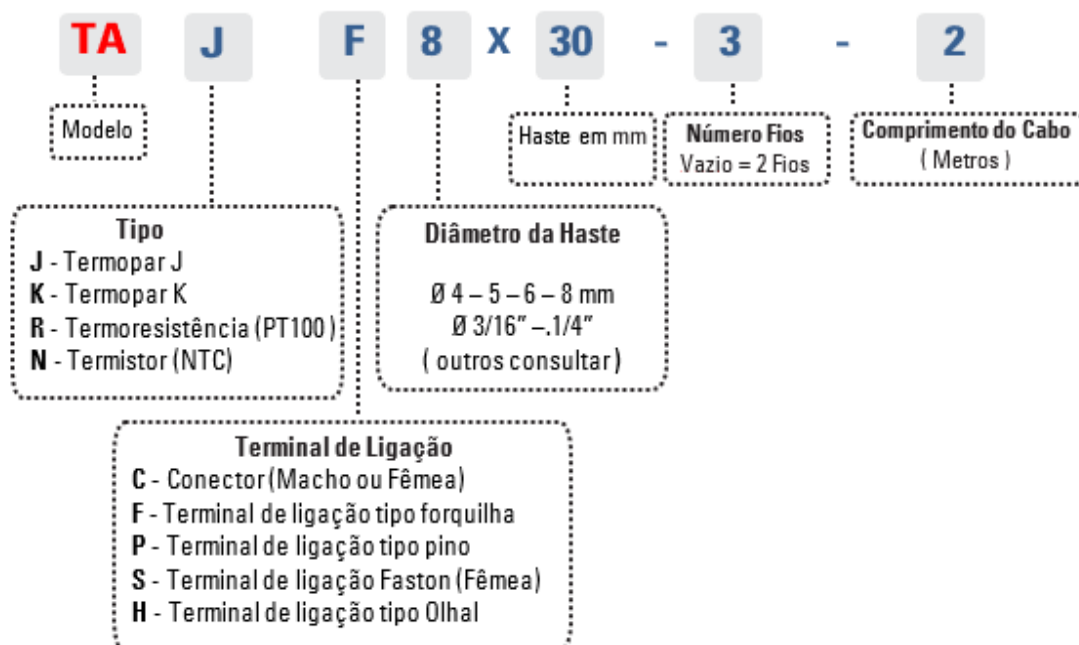 TA J F 8 X 30 - 3 - 2
Modelo
Haste em mm
Número Fios
Vazio = 2 Fios
Comprimento do Cabo
( Metros )
Tipo
J - Termopar J
K - Termopar K
R - Termoresistência (PT100 )
N - Termistor (NTC)
Diâmetro da Haste
Ø 4 – 5 – 6 – 8 mm
Ø 3/16” –.1/4”
( outros consultar )
Terminal de Ligação
C - Conector (Macho ou Fêmea)
F - Terminal de ligação tipo forquilha
P - Terminal de ligação tipo pino
S - Terminal de ligação Faston (Fêmea)
H - Terminal de ligação tipo Olhal